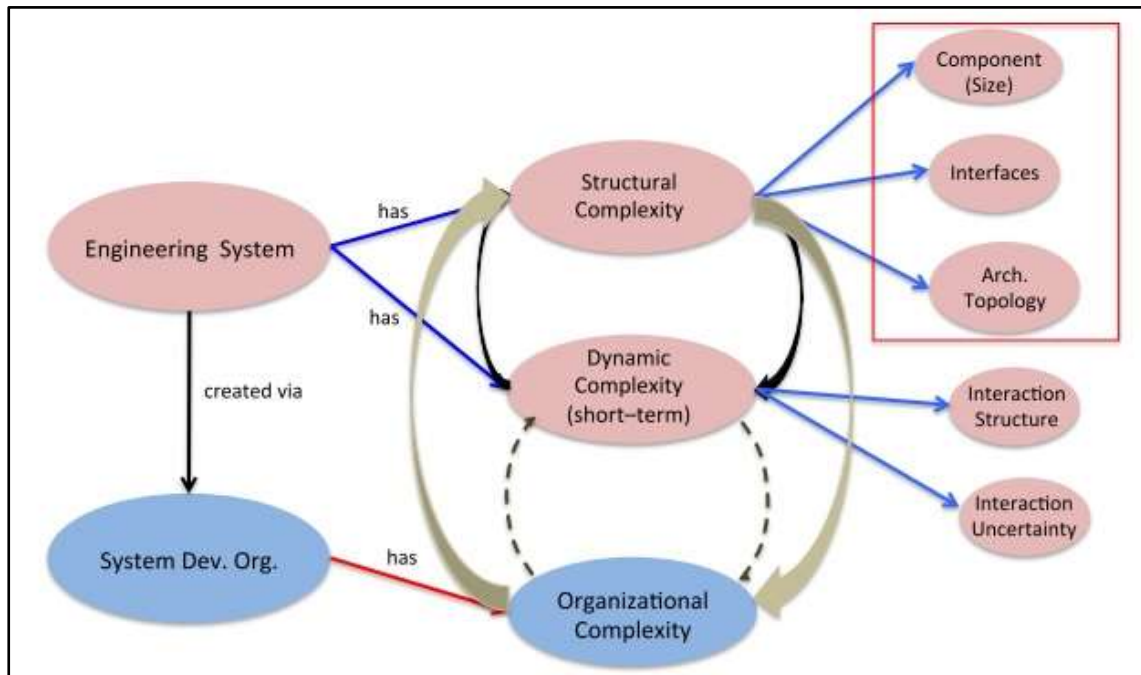 Component
(Size)
Structural
Complexity
Interfaces
has
Engineering System
Arch.
Topology
has
Dynamic
Complexity
(short–term)
created via
Interaction
Structure
Interaction
Uncertainty
System Dev. Org.
has
Organizational
Complexity